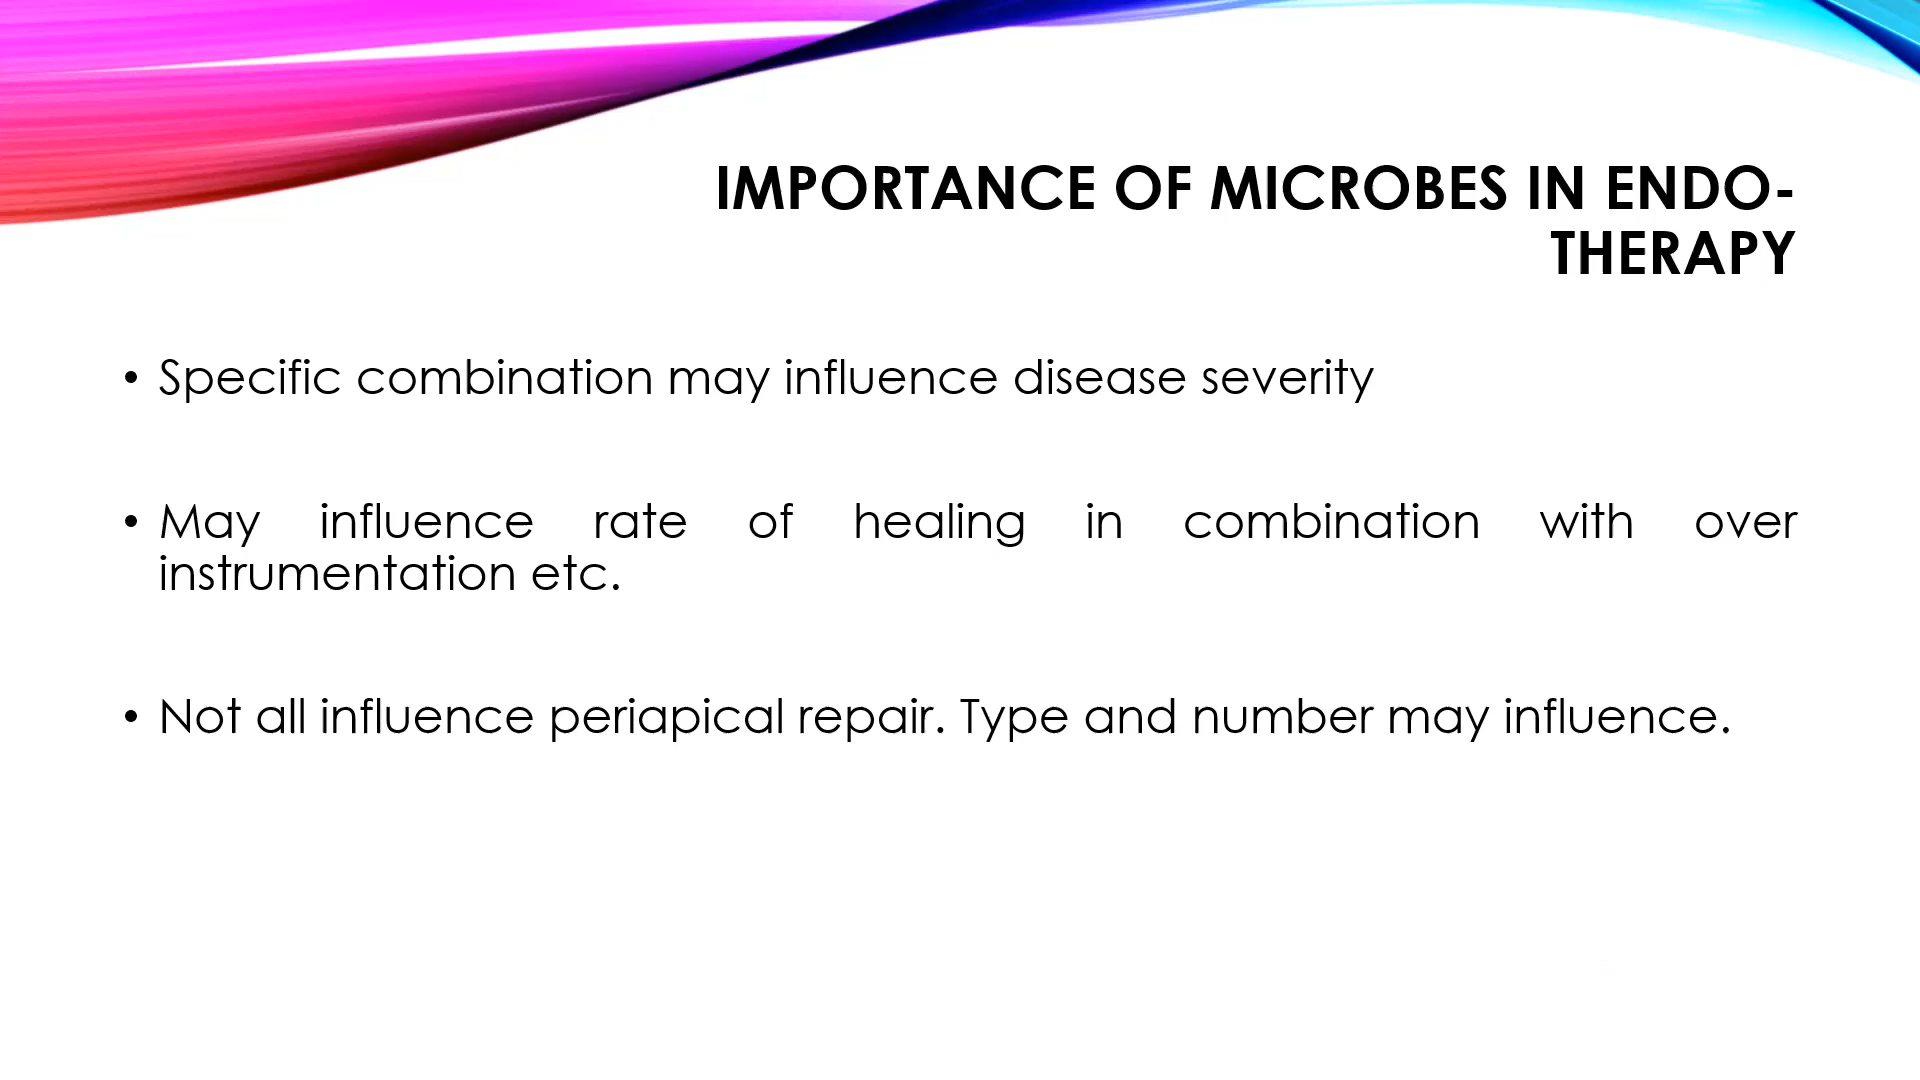 IMPORTANCE OF MICROBES IN ENDO-
THERAPY
• Specific combination may influence disease severity
• May influence rate of healing in combination with over
instrumentation etc.
• Not all influence periapical repair. Type and number may influence.